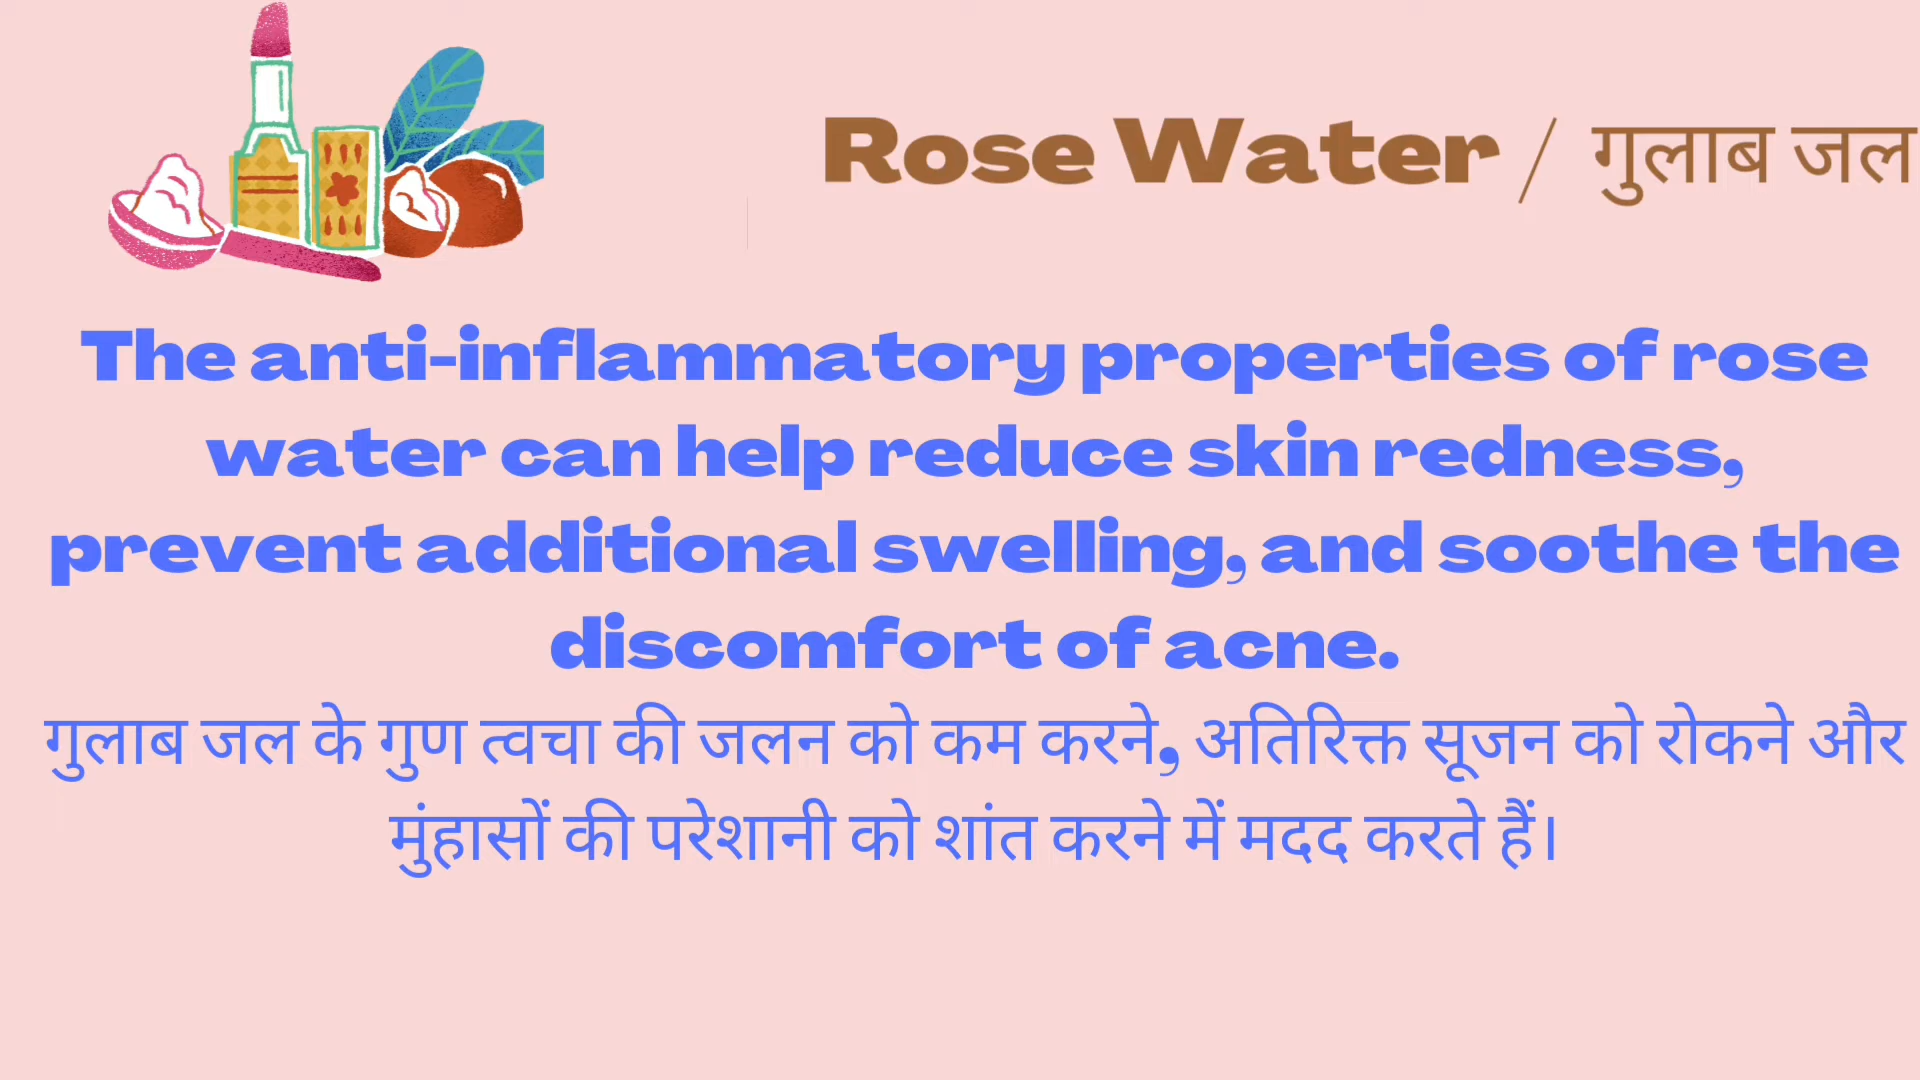 Rose Water / गुलाब जल
The anti-inflammatory properties of rose
water can help reduce skin redness,
prevent additional swelling, and soothe the
discomfort of acne.
गुलाब जल के गुण त्वचा की जलन को कम करने, अतिरिक्त सूजन को रोकने और
मुंहासों की परेशानी को शांत करने में मदद करते हैं।